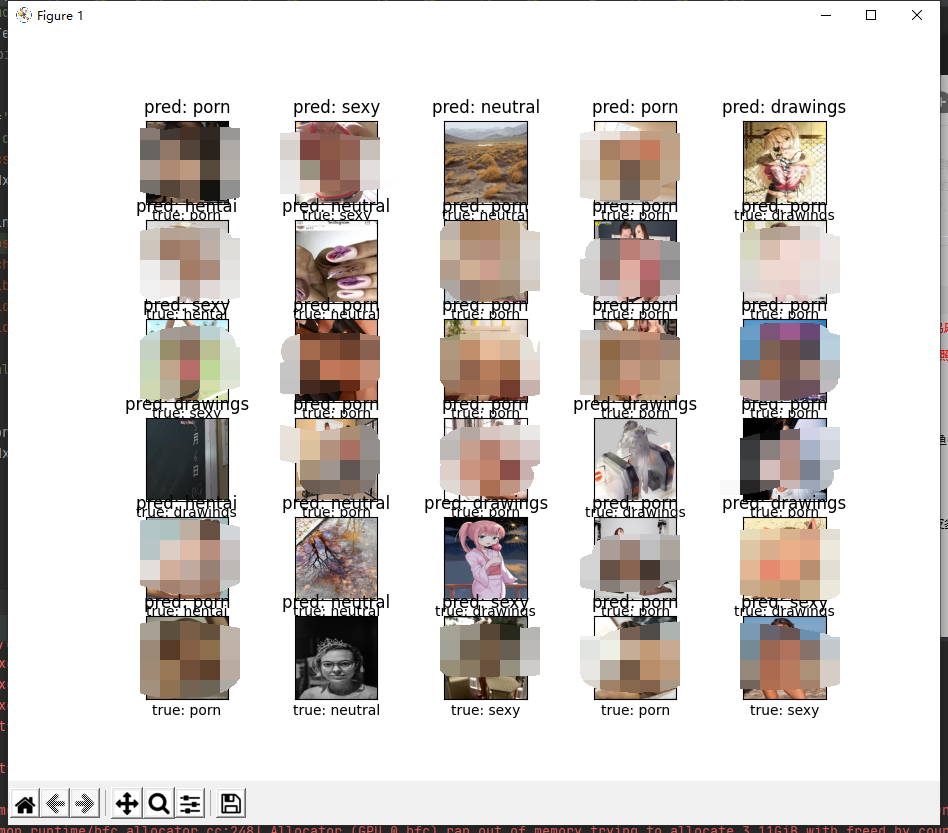 Figure 1
pred: porn pred: sexy pred: neutral pred: porn pred: drawings
true: porn true: sexy true: neutral true: porn true: drawings
pred: hentai pred: neutral pred: porn pred: porn pred: porn
true: hentai true: neutral true: porn true: porn true: porn
pred: sexy pred: porn pred: porn pred: porn pred: porn
true: sexy true: porn true: porn true: porn true: porn
pred: drawings pred: porn pred: porn pred: drawings pred: porn
true: drawings true: porn true: porn true: drawings true: porn
pred: hentai pred: neutral pred: drawings pred: porn pred: drawings
true: hentai true: neutral true: drawings true: porn true: drawings
pred: porn pred: neutral pred: sexy pred: porn pred: sexy
true: porn true: neutral true: sexy true: porn true: sexy
mon_runtime/bfc_allocator.cc:248] Allocator (GPU_0_bfc) ran out of memory trying to allocate 3.11GiB with freed_by_co